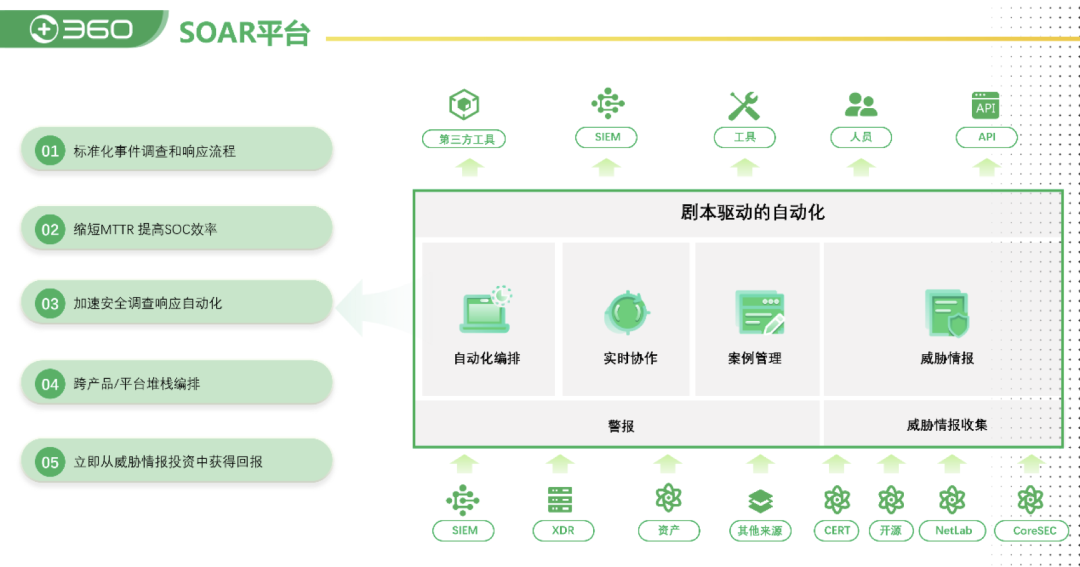 360 SOAR平台
01 标准化事件调查和响应流程
02 缩短MTTR 提高SOC效率
03 加速安全调查响应自动化
04 跨产品/平台堆栈编排
05 立即从威胁情报投资中获得回报
API
第三方工具 SIEM 工具 人员 API
剧本驱动的自动化
自动化编排 实时协作 案例管理 威胁情报
警报 威胁情报收集
SIEM XDR 资产 其他来源 CERT 开源 NetLab CoreSEC